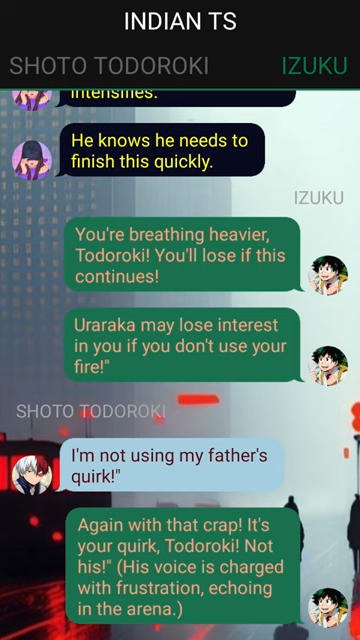 INDIAN TS
SHOTO TODOROKI IZUKU
intensifies.
He knows he needs to
finish this quickly.
IZUKU
You're breathing heavier,
Todoroki! You'll lose if this
continues!
Uraraka may lose interest
in you if you don't use your
fire!"
SHOTO TODOROKI
I'm not using my father's
quirk!"
Again with that crap! It's
your quirk, Todoroki! Not
his!" (His voice is charged
with frustration, echoing
in the arena.)